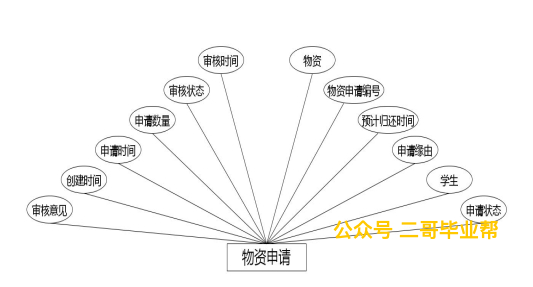 审核时间
物资
审核状态
物资申请编号
申请数量
预计归还时间
申请时间
申请缘由
创建时间
学生
审核意见
申请状态
公众号 二哥毕业帮
物资申请